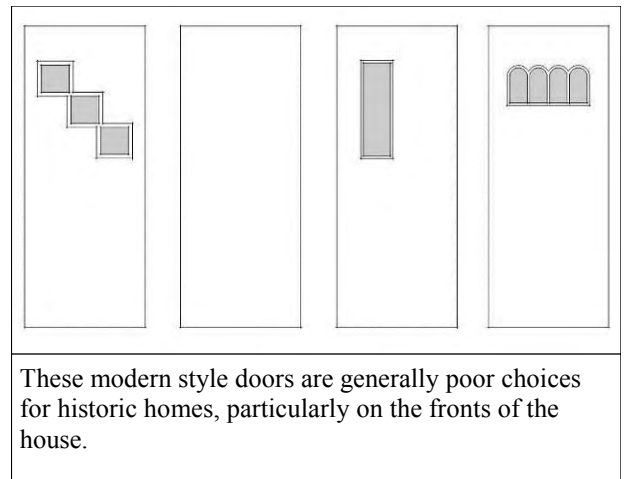 These modern style doors are generally poor choices
for historic homes, particularly on the fronts of the
house.